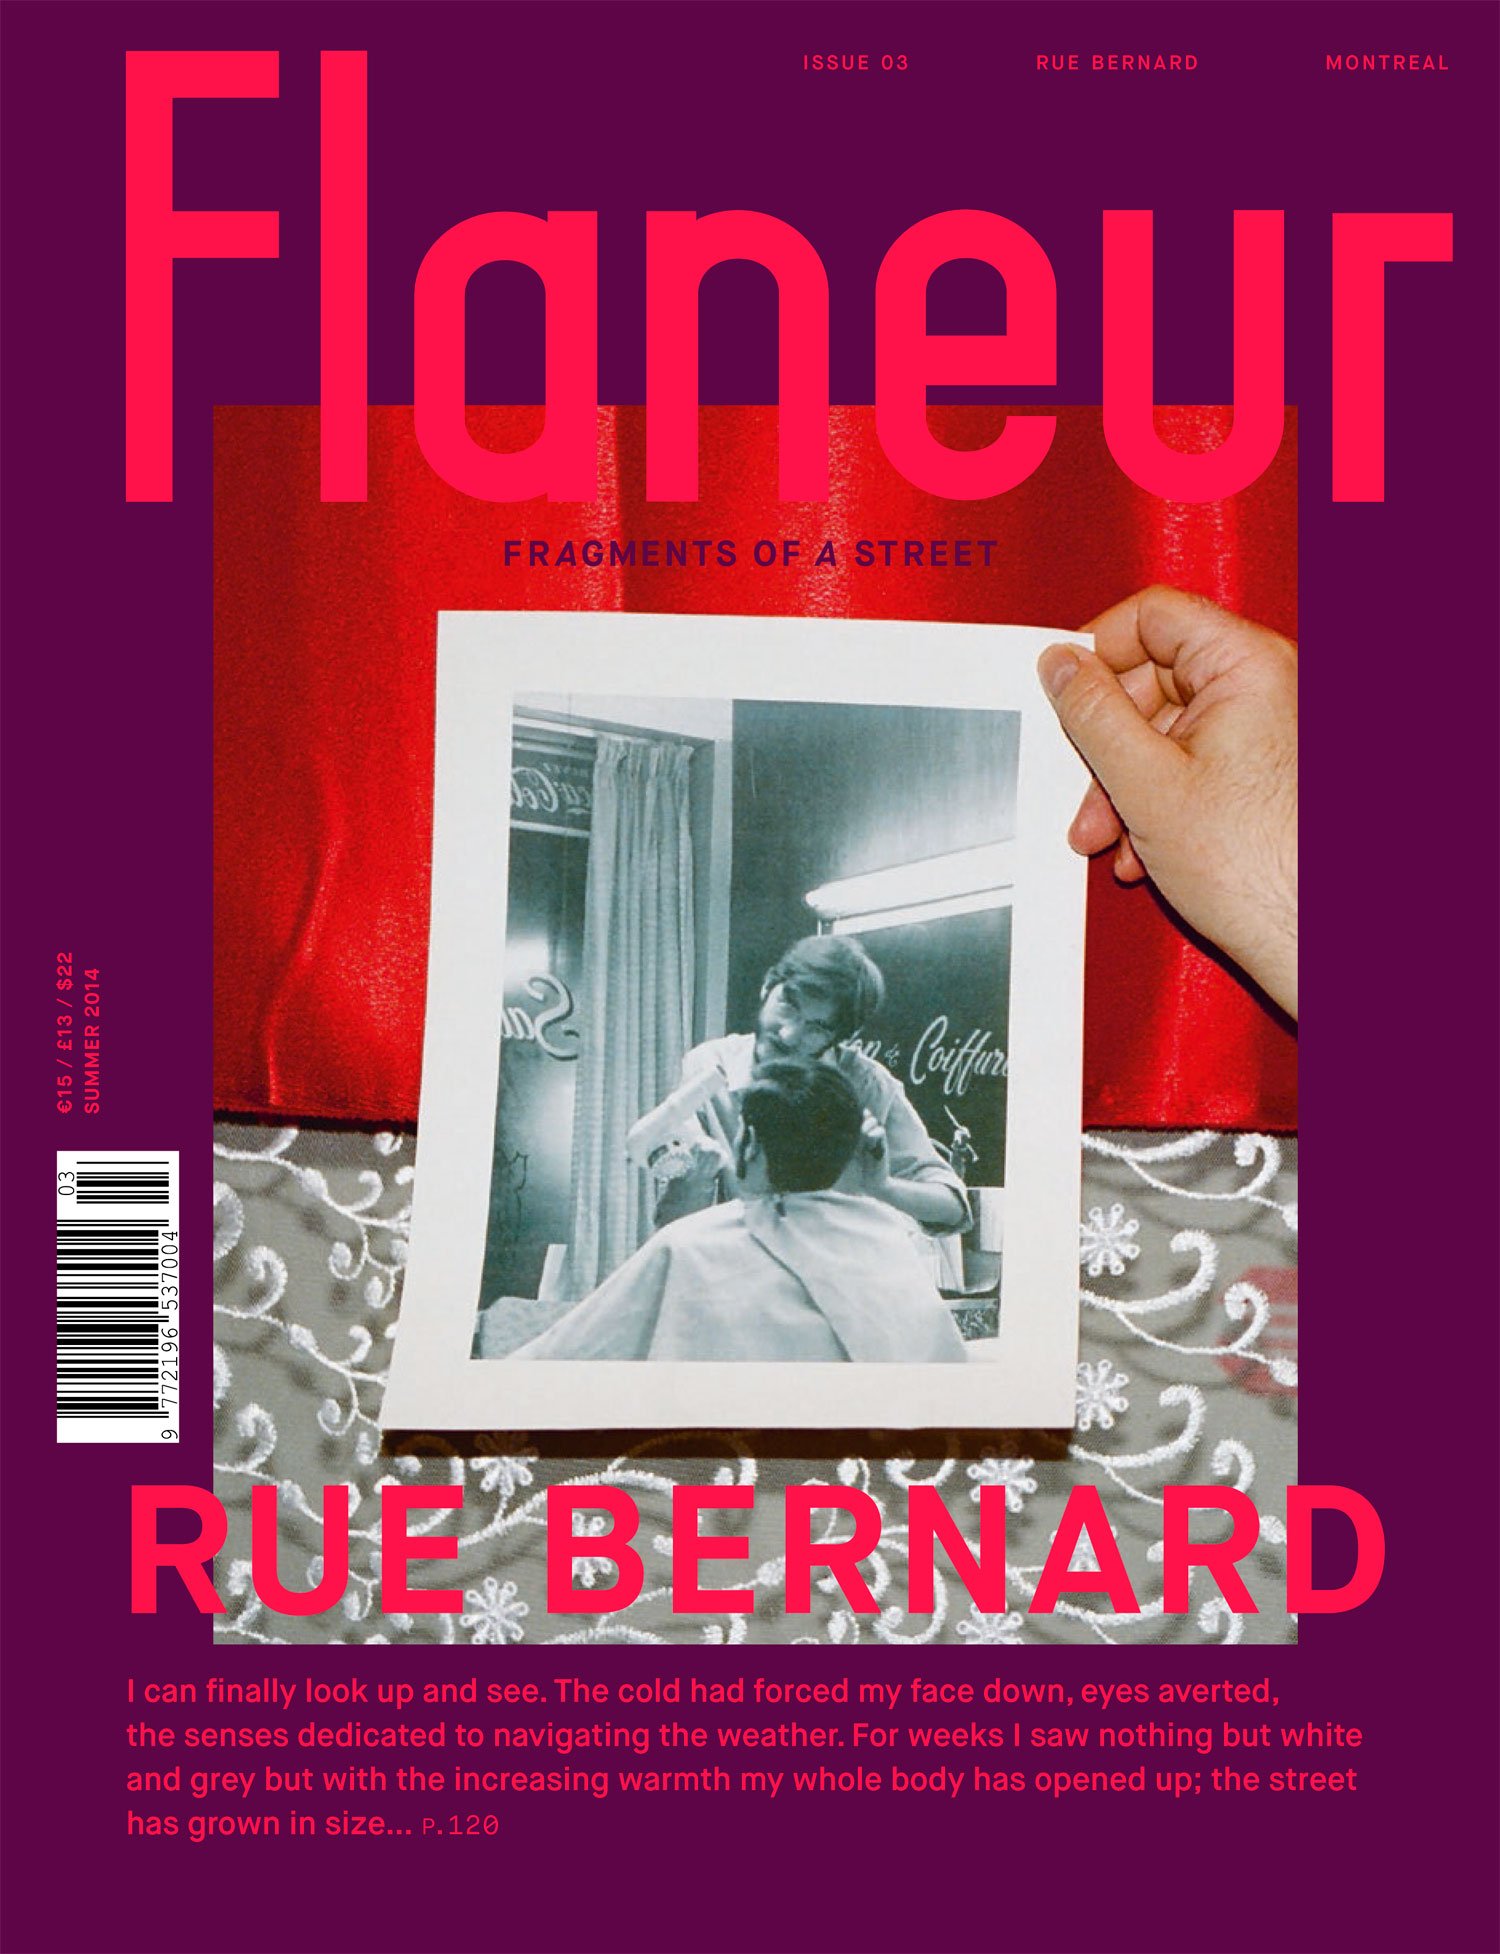 ISSUE 03
RUE BERNARD
MONTREAL
Flaneur
FRAGMENTS OF A STREET
Coiffure
€15 / £13 / $22
SUMMER 2014
03
9 772196 537004
RUE BERNARD
I can finally look up and see. The cold had forced my face down, eyes averted,
the senses dedicated to navigating the weather. For weeks I saw nothing but white
and grey but with the increasing warmth my whole body has opened up; the street
has grown in size... P.120